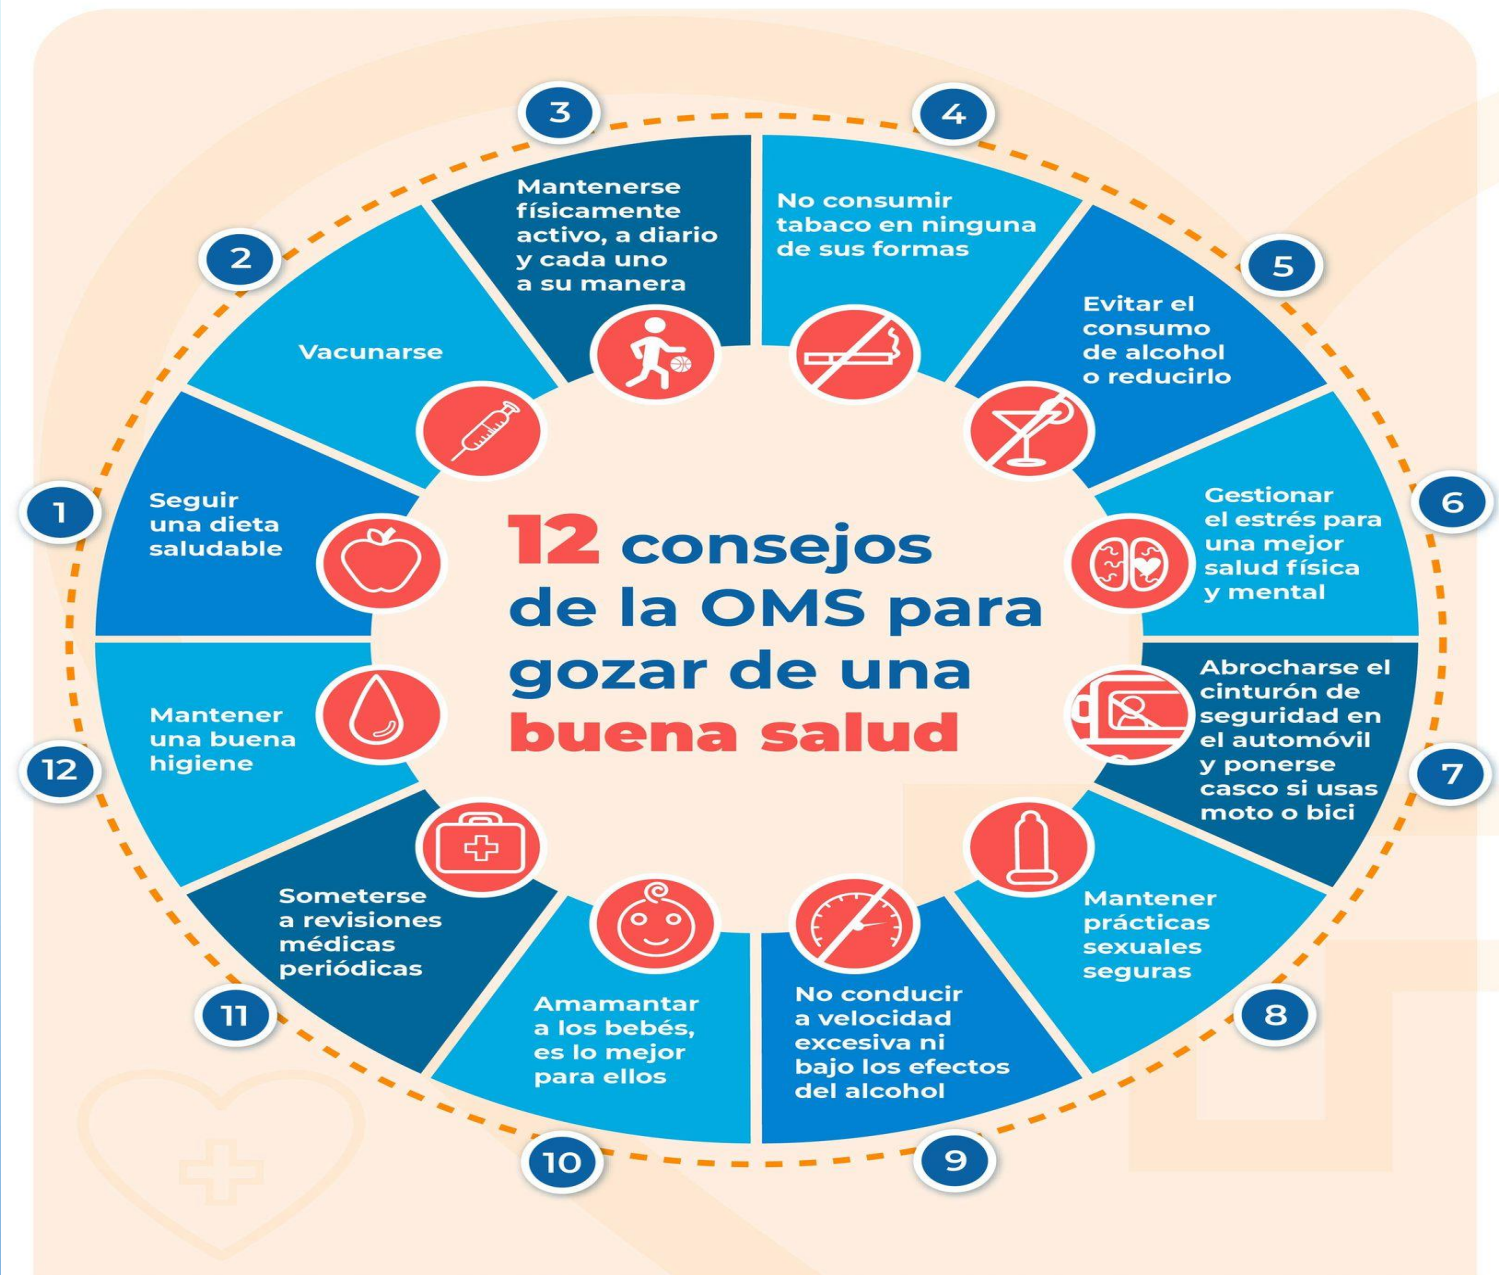 12 consejos
de la OMS para
gozar de una
buena salud
1
Seguir
una dieta
saludable
2
Vacunarse
3
Mantenerse
físicamente
activo, a diario
y cada uno
a su manera
4
No consumir
tabaco en ninguna
de sus formas
5
Evitar el
consumo
de alcohol
o reducirlo
6
Gestionar
el estrés para
una mejor
salud física
y mental
7
Abrocharse el
cinturón de
seguridad en
el automóvil
y ponerse
casco si usas
moto o bici
8
Mantener
prácticas
sexuales
seguras
9
No conducir
a velocidad
excesiva ni
bajo los efectos
del alcohol
10
Amamantar
a los bebés,
es lo mejor
para ellos
11
Someterse
a revisiones
médicas
periódicas
12
Mantener
una buena
higiene